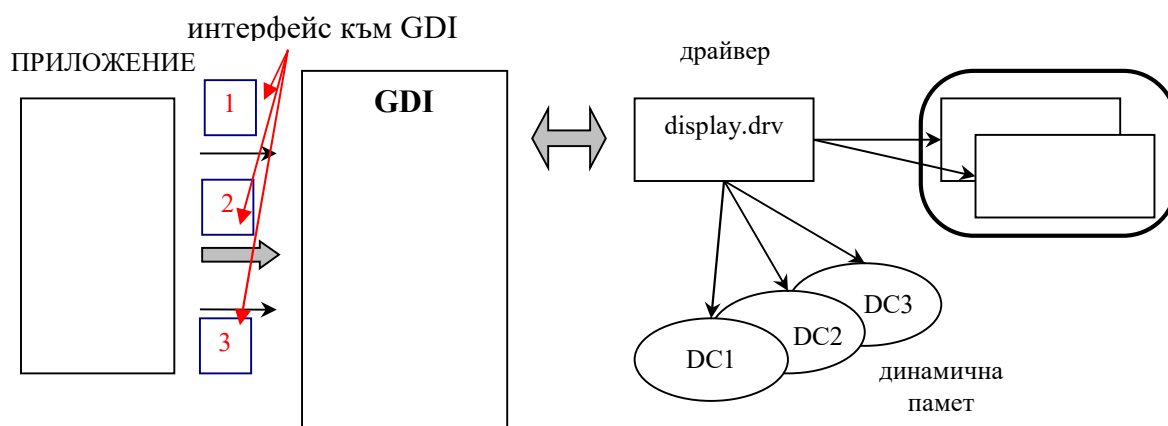 интерфейс към GDI
ПРИЛОЖЕНИЕ
драйвер
1
GDI
display.drv
2
3
DC3
DC2
DC1
динамична
памет